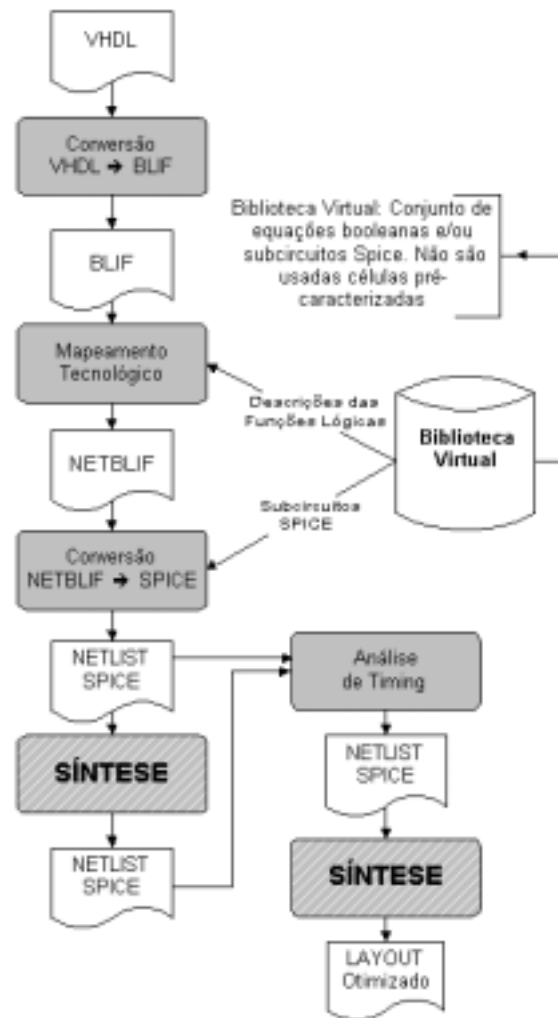 VHDL
Conversão
VHDL → BLIF
Biblioteca Virtual: Conjunto de
equações booleanas e/ou
subcircuitos Spice. Não são
usadas células pré-
caracterizadas
BLIF
Mapeamento
Tecnológico
Descrições das
Funções Lógicas
Biblioteca
Virtual
NETBLIF
Subcircuitos
SPICE
Conversão
NETBLIF → SPICE
NETLIST
SPICE
Análise
de Timing
SÍNTESE
NETLIST
SPICE
NETLIST
SPICE
SÍNTESE
LAYOUT
Otimizado